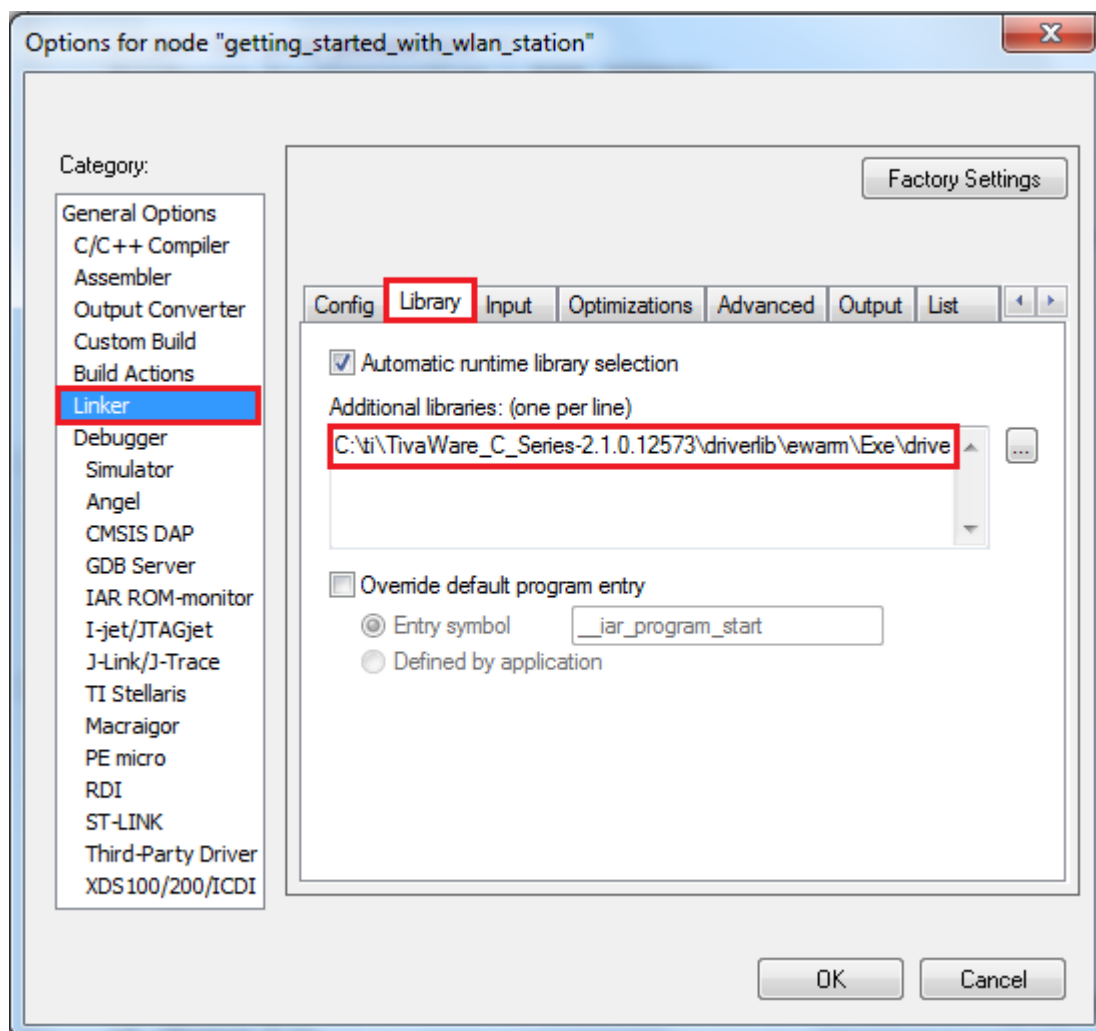 Options for node "getting_started_with_wlan_station"
Category:
Factory Settings
General Options
C/C++ Compiler
Assembler
Output Converter
Custom Build
Build Actions
Linker
Debugger
Simulator
Angel
CMSIS DAP
GDB Server
IAR ROM-monitor
I-jet/JTAGjet
J-Link/J-Trace
TI Stellaris
Macraigor
PE micro
RDI
ST-LINK
Third-Party Driver
XDS100/200/ICDI
Config Library Input Optimizations Advanced Output List
Automatic runtime library selection
Additional libraries: (one per line)
C:\ti\TivaWare_C_Series-2.1.0.12573\driverlib\ewarm\Exe\drive
...
Override default program entry
Entry symbol __iar_program_start
Defined by application
OK Cancel